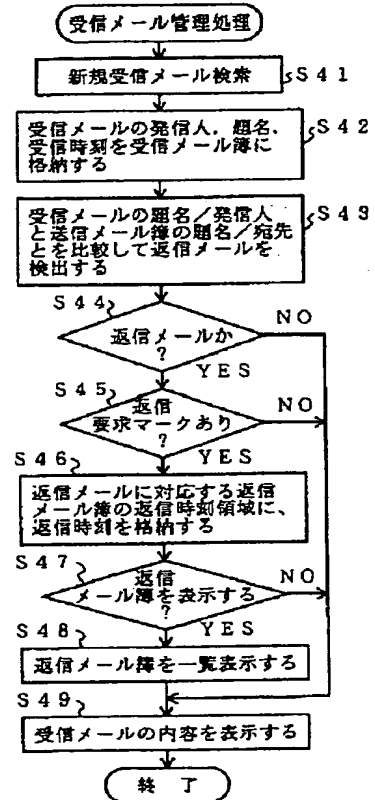 受信メール管理処理
新規受信メール検索
S41
受信メールの発信人，題名，
受信時刻を受信メール簿に
格納する
S42
受信メールの題名／発信人
と送信メール簿の題名／宛先
とを比較して返信メールを
検出する
S43
S44
返信メールか
?
NO
YES
S45
返信
要求マークあり
?
NO
YES
S46
返信メールに対応する返信
メール簿の返信時刻領域に、
返信時刻を格納する
S47
返信
メール簿を表示する
?
NO
YES
S48
返信メール簿を一覧表示する
S49
受信メールの内容を表示する
終 了